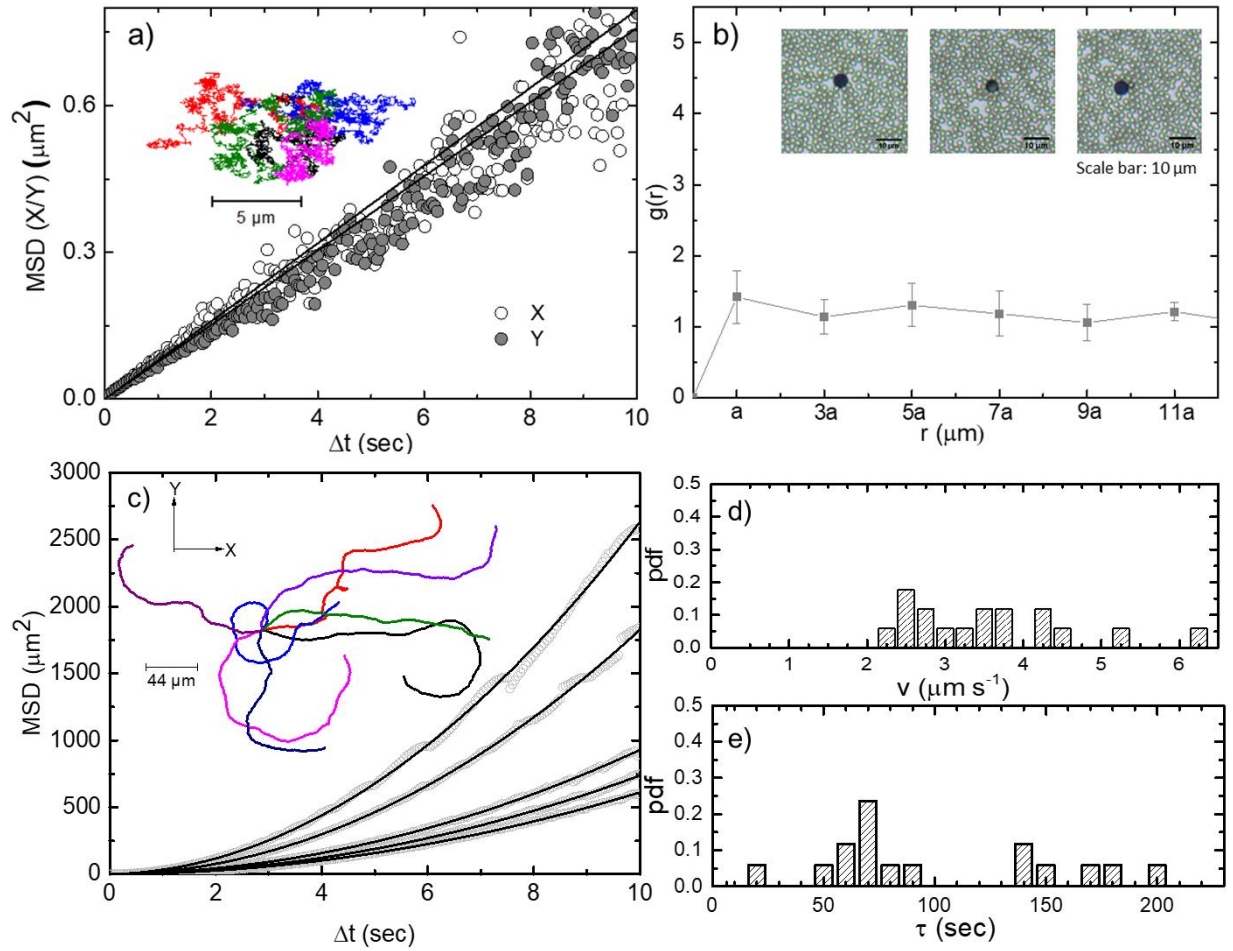 a)
MSD (X/Y) (μm²)
0.6
0.3
0.0
5 μm
X
Y
0 2 4 6 8 10
Δt (sec)
b)
g(r)
5
4
3
2
1
0
10 μm
10 μm
10 μm
Scale bar: 10 μm
a 3a 5a 7a 9a 11a
r (μm)
c)
Y
X
44 μm
MSD (μm²)
3000
2500
2000
1500
1000
500
0
0 2 4 6 8 10
Δt (sec)
d)
pdf
0.5
0.4
0.3
0.2
0.1
0.0
0 1 2 3 4 5 6
v (μm s⁻¹)
e)
pdf
0.5
0.4
0.3
0.2
0.1
0.0
0 50 100 150 200
τ (sec)